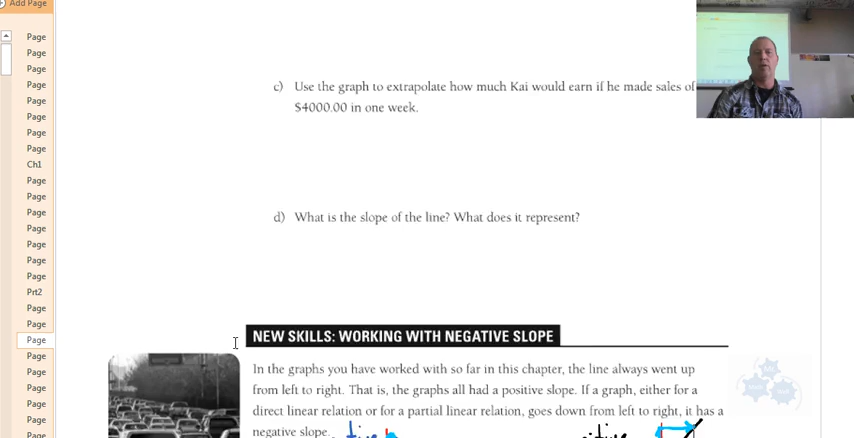 Add Page
Page
Page
Page
Page
Page
Page
Page
Page
Ch1
Page
Page
Page
Page
Page
Page
Page
Prt2
Page
Page
Page
Page
Page
Page
Page
Page
c) Use the graph to extrapolate how much Kai would earn if he made sales of
$4000.00 in one week.
d) What is the slope of the line? What does it represent?
NEW SKILLS: WORKING WITH NEGATIVE SLOPE
In the graphs you have worked with so far in this chapter, the line always went up
from left to right. That is, the graphs all had a positive slope. If a graph, either for a
direct linear relation or for a partial linear relation, goes down from left to right, it has a
negative slope.